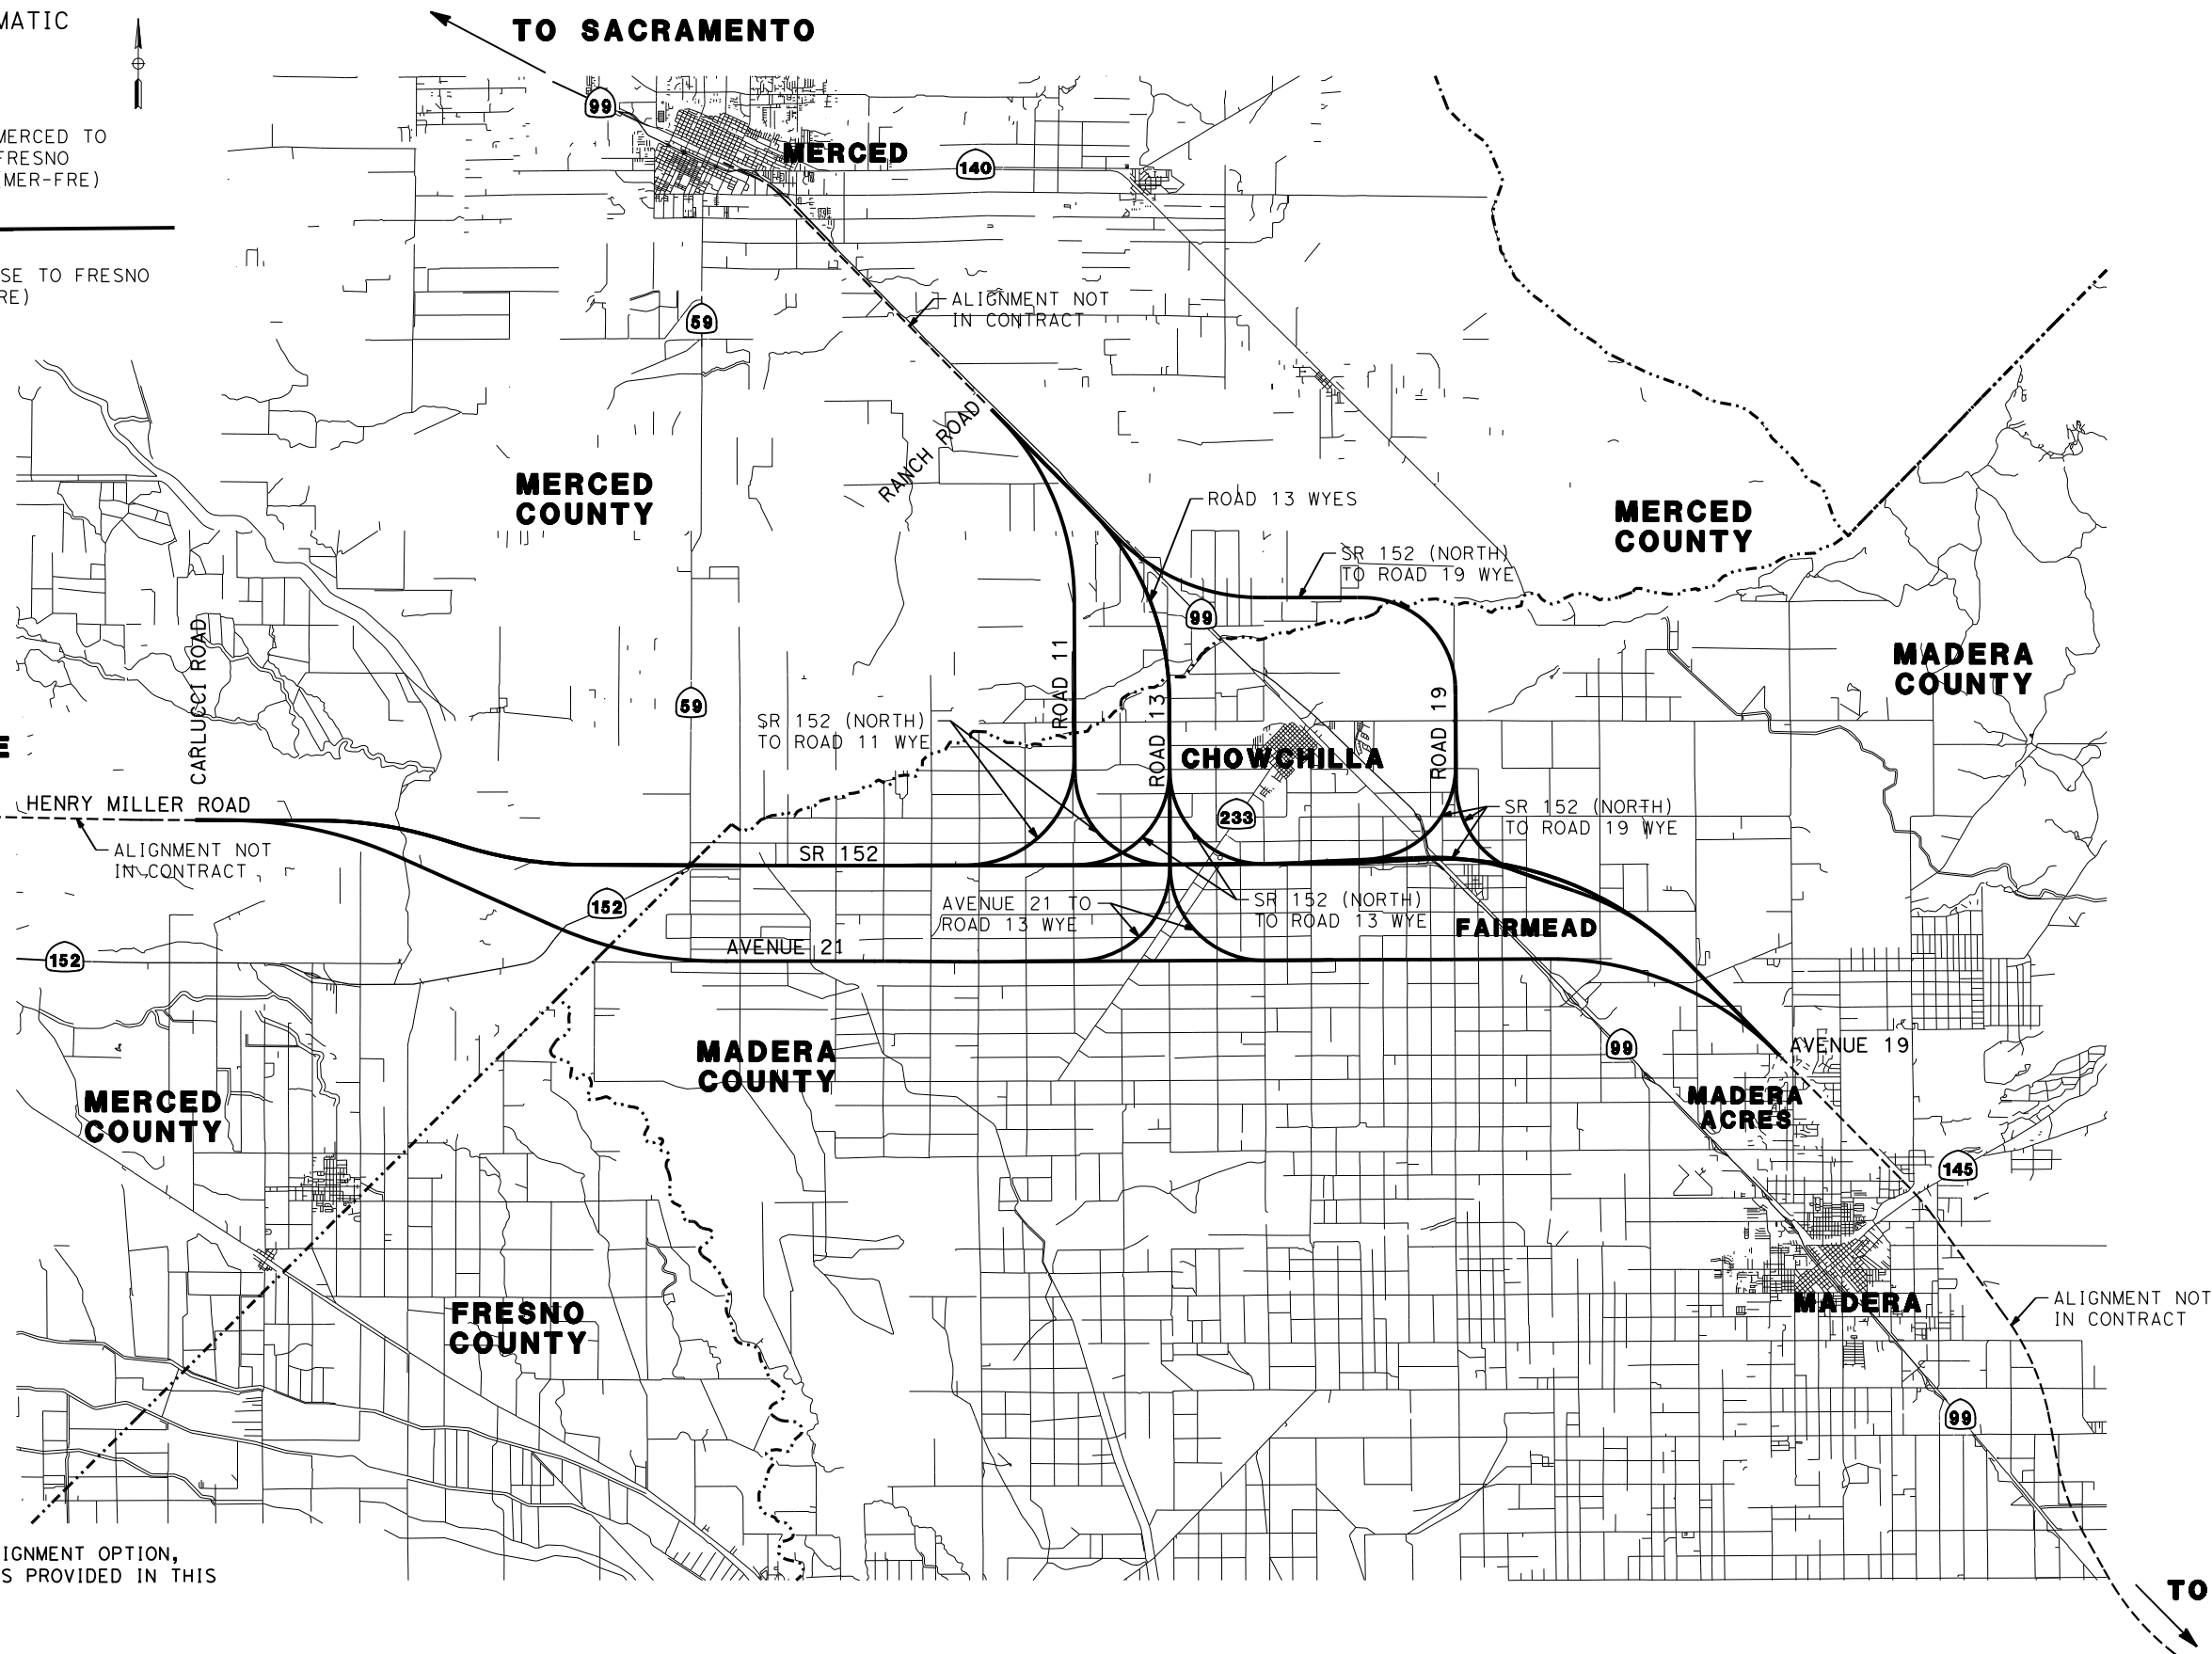 MATIC
TO SACRAMENTO
99
MERCED TO
FRESNO
(MER-FRE)
MERCED
140
SE TO FRESNO
RE)
ALIGNMENT NOT
IN CONTRACT
59
RANCH ROAD
MERCED
COUNTY
ROAD 13 WYES
MERCED
COUNTY
SR 152 (NORTH)
TO ROAD 19 WYE
99
CARLUCCI ROAD
ROAD 11
ROAD 13
ROAD 19
MADERA
COUNTY
59
SR 152 (NORTH)
TO ROAD 11 WYE
E
CHOWCHILLA
HENRY MILLER ROAD
233
SR 152 (NORTH)
TO ROAD 19 WYE
ALIGNMENT NOT
IN CONTRACT
SR 152
152
AVENUE 21 TO
ROAD 13 WYE
SR 152 (NORTH)
TO ROAD 13 WYE
FAIRMEAD
152
AVENUE 21
99
AVENUE 19
MADERA
COUNTY
MERCED
COUNTY
MADERA
ACRES
145
FRESNO
COUNTY
MADERA
ALIGNMENT NOT
IN CONTRACT
99
IGNMENT OPTION,
S PROVIDED IN THIS
TO